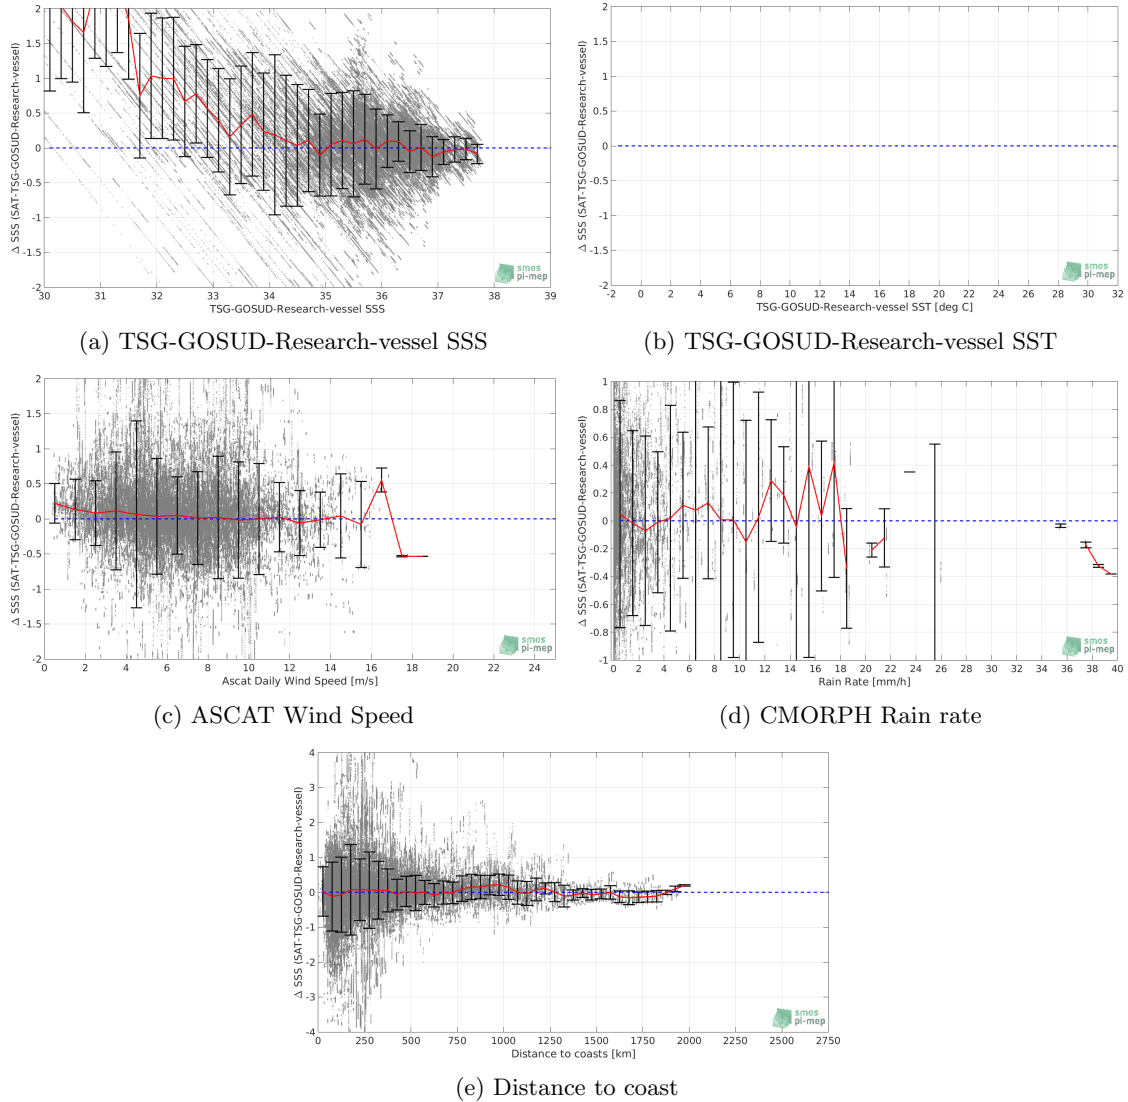 Δ SSS (SAT-TSG-GOSUD-Research-vessel)
2
1.5
1
0.5
0
-0.5
-1
-1.5
-2
30 31 32 33 34 35 36 37 38 39
TSG-GOSUD-Research-vessel SSS
smos
pi-mep
(a) TSG-GOSUD-Research-vessel SSS
Δ SSS (SAT-TSG-GOSUD-Research-vessel)
2
1.5
1
0.5
0
-0.5
-1
-1.5
-2
-2 0 2 4 6 8 10 12 14 16 18 20 22 24 26 28 30 32
TSG-GOSUD-Research-vessel SST [deg C]
smos
pi-mep
(b) TSG-GOSUD-Research-vessel SST
Δ SSS (SAT-TSG-GOSUD-Research-vessel)
2
1.5
1
0.5
0
-0.5
-1
-1.5
-2
0 2 4 6 8 10 12 14 16 18 20 22 24
Ascat Daily Wind Speed [m/s]
smos
pi-mep
(c) ASCAT Wind Speed
Δ SSS (SAT-TSG-GOSUD-Research-vessel)
1
0.8
0.6
0.4
0.2
0
-0.2
-0.4
-0.6
-0.8
-1
0 2 4 6 8 10 12 14 16 18 20 22 24 26 28 30 32 34 36 38 40
Rain Rate [mm/h]
smos
pi-mep
(d) CMORPH Rain rate
Δ SSS (SAT-TSG-GOSUD-Research-vessel)
4
3
2
1
0
-1
-2
-3
-4
0 250 500 750 1000 1250 1500 1750 2000 2250 2500 2750
Distance to coasts [km]
smos
pi-mep
(e) Distance to coast